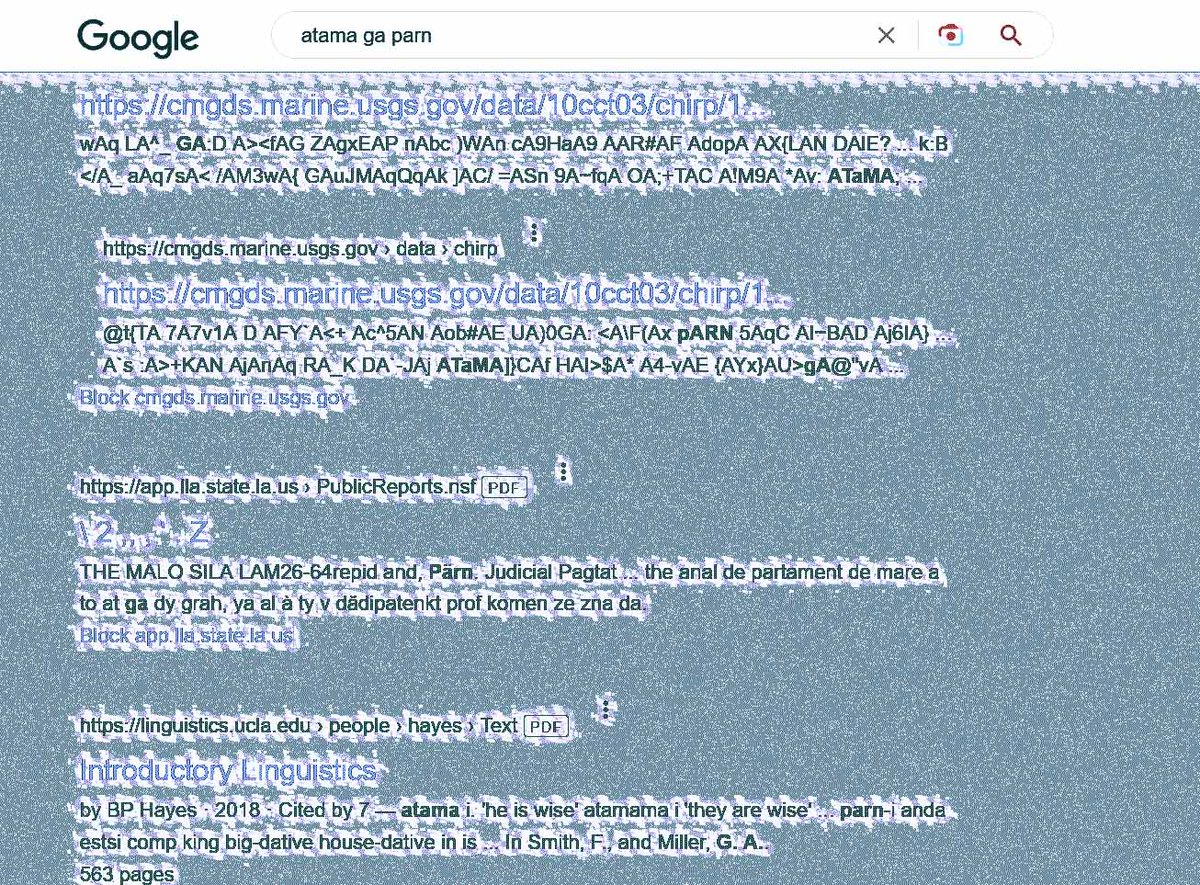 Google
atama ga parn
https://cmgds.marine.usgs.gov/data/10cct03/chirp/1...
wAq LA^_ GA:D A><fAG ZAgxEAP nAbc )WAn cA9HaA9 AAR#AF AdopA AX{LAN DAIE? ... k:B
</A_ aAq7sA< /AM3wA{ GAuJMAqQqAk ]AC/ =ASn 9A~fqA OA;+TAC A!M9A *Av: ATaMA; ...
https://cmgds.marine.usgs.gov › data › chirp
https://cmgds.marine.usgs.gov/data/10cct03/chirp/1...
@t{TA 7A7v1A D AFY`A<+ Ac^5AN Aob#AE UA)0GA: <A\F(Ax pARN 5AqC AI~BAD Aj6IA} ...
A`s :A>+KAN AjAnAq RA_K DA`-JAj ATaMA]}CAf HAI>$A* A4-vAE {AYx}AU>gA@"vA ...
Block cmgds.marine.usgs.gov
https://app.lla.state.la.us › PublicReports.nsf PDF
\2,,,^..Z
THE MALO SILA LAM26-64repid and, Pärn. Judicial Pagtat ... the anal de partament de mare a
to at ga dy grah, ya al à ty v dădipatenkt prof komen ze zna da.
Block app.lla.state.la.us
https://linguistics.ucla.edu › people › hayes › Text PDF
Introductory Linguistics
by BP Hayes · 2018 · Cited by 7 — atama i. 'he is wise' atamama i 'they are wise' ... parn-i anda
estsi comp king big-dative house-dative in is ... In Smith, F., and Miller, G. A..
563 pages